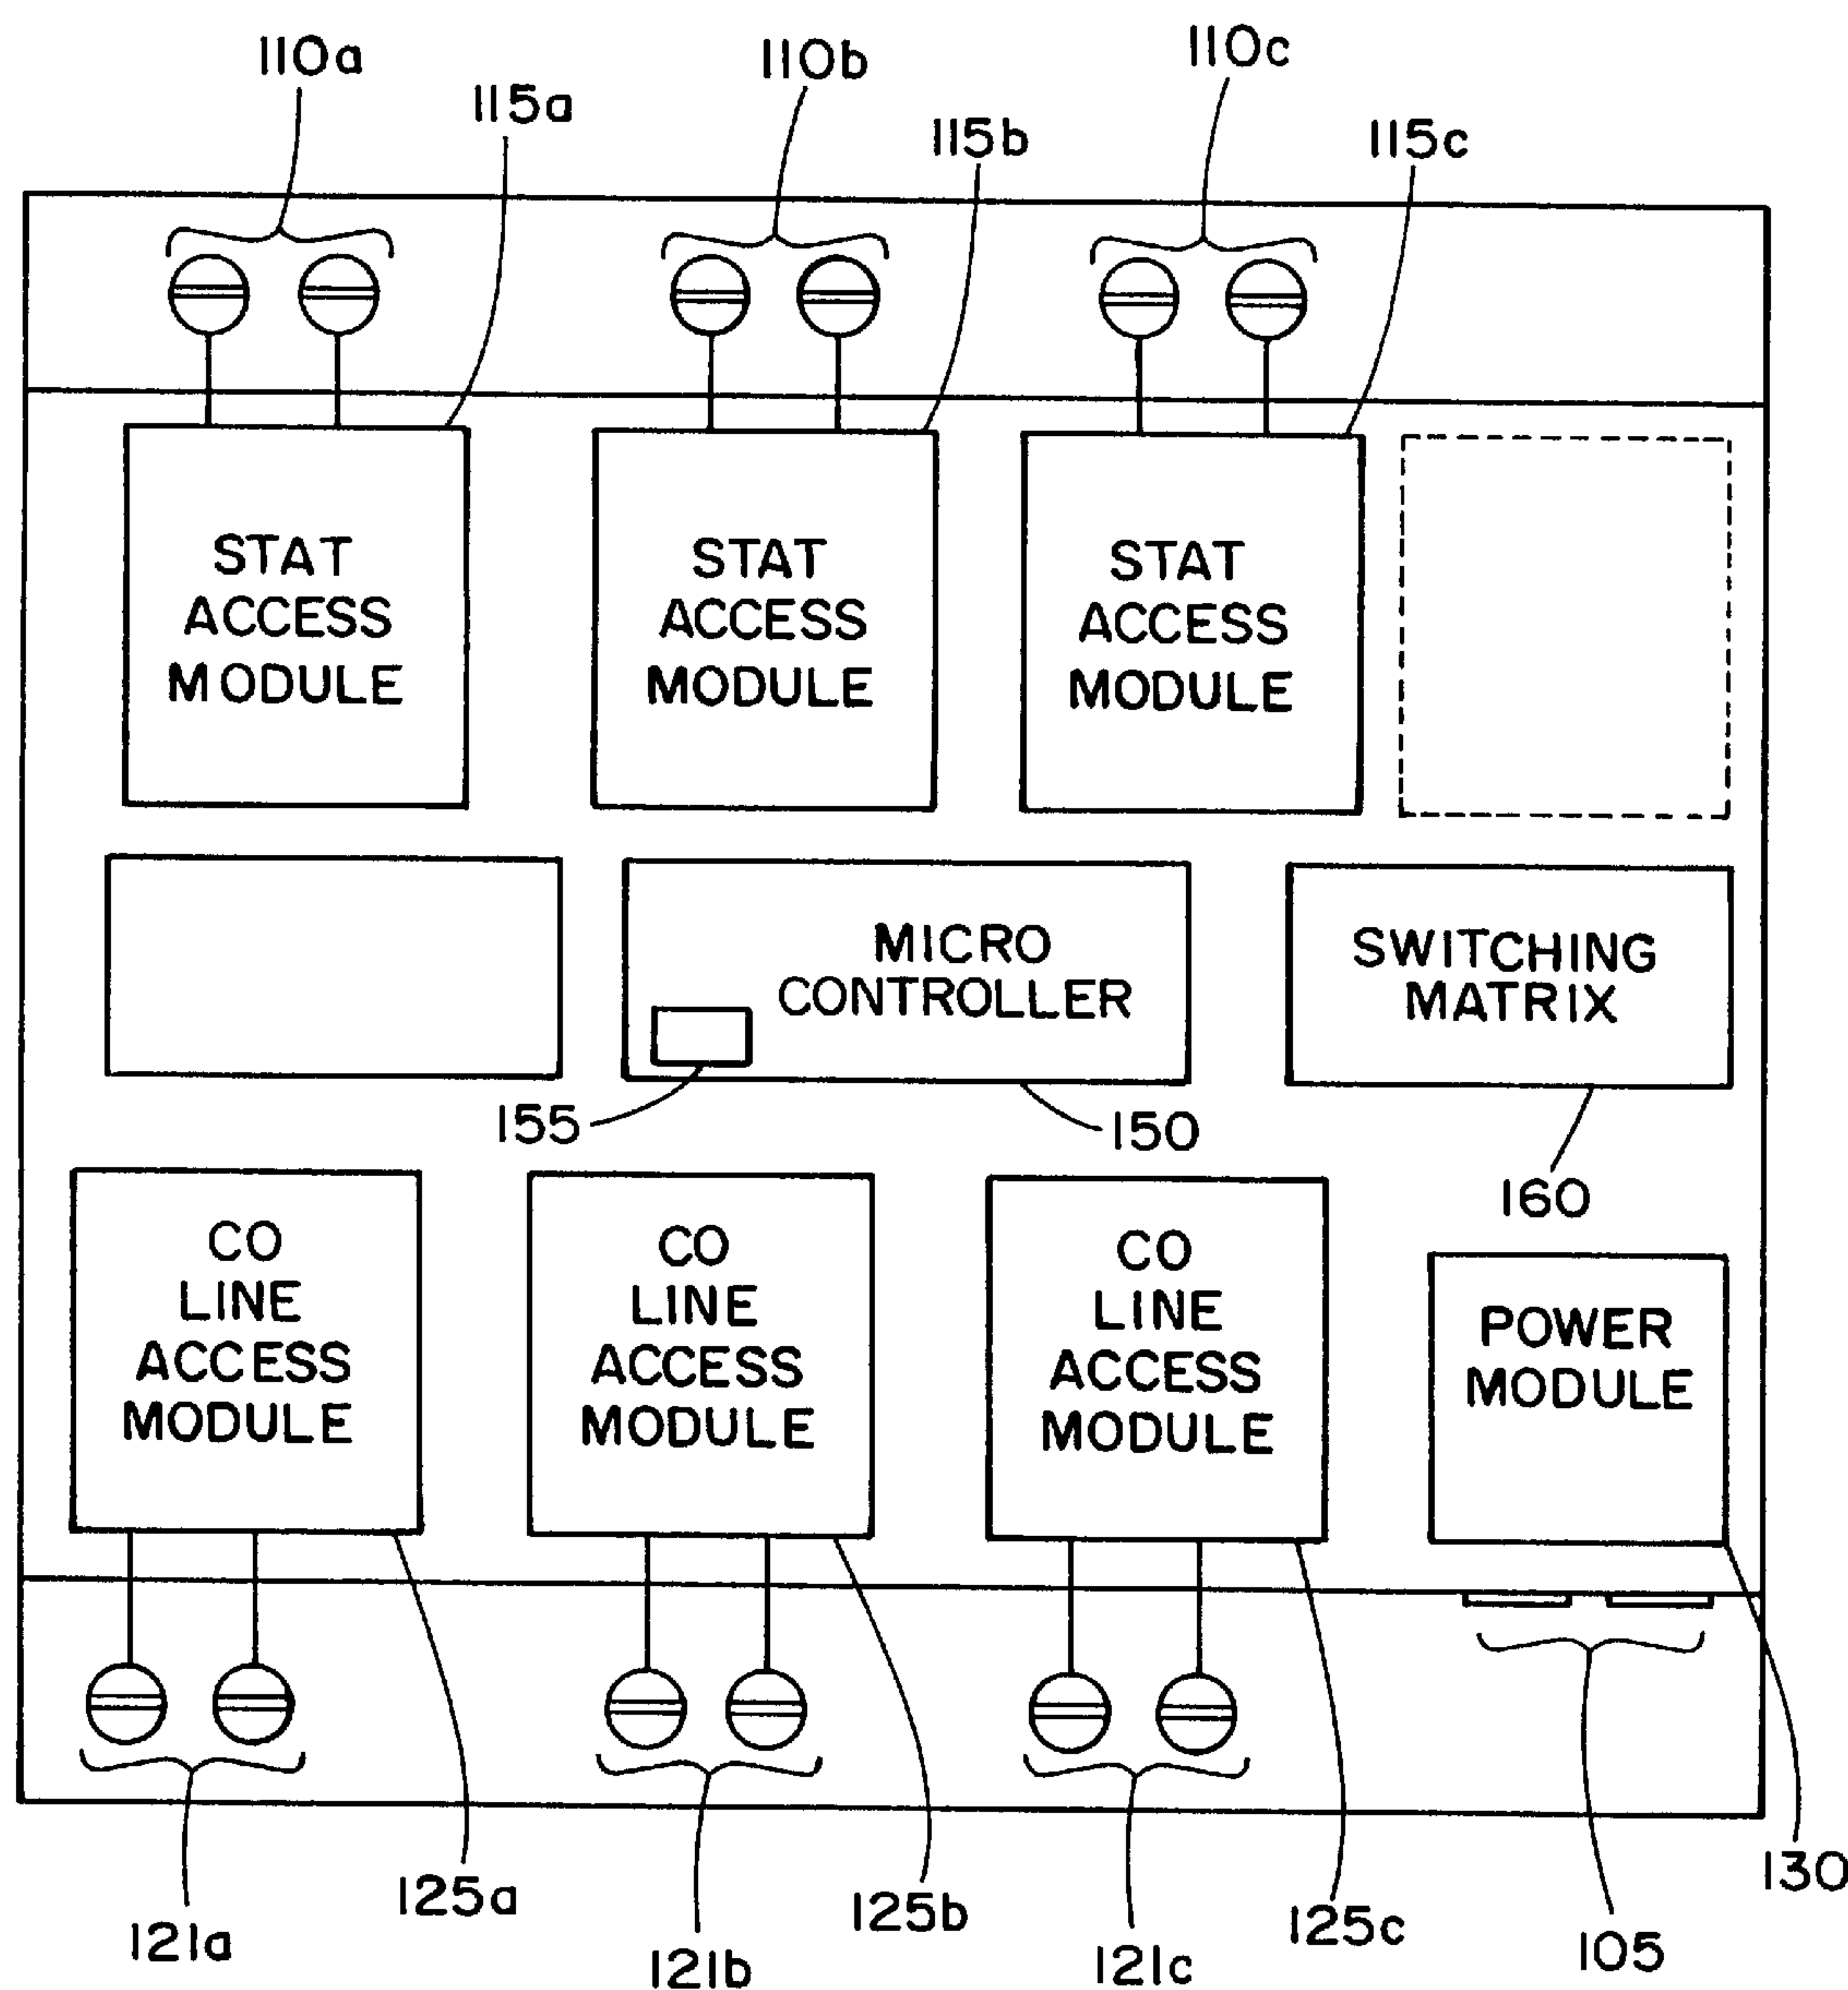 110a
110b
110c
115a
115b
115c
STAT
ACCESS
MODULE
STAT
ACCESS
MODULE
STAT
ACCESS
MODULE
MICRO
CONTROLLER
SWITCHING
MATRIX
155
150
160
CO
LINE
ACCESS
MODULE
CO
LINE
ACCESS
MODULE
CO
LINE
ACCESS
MODULE
POWER
MODULE
121a
125a
121b
125b
121c
125c
105
130